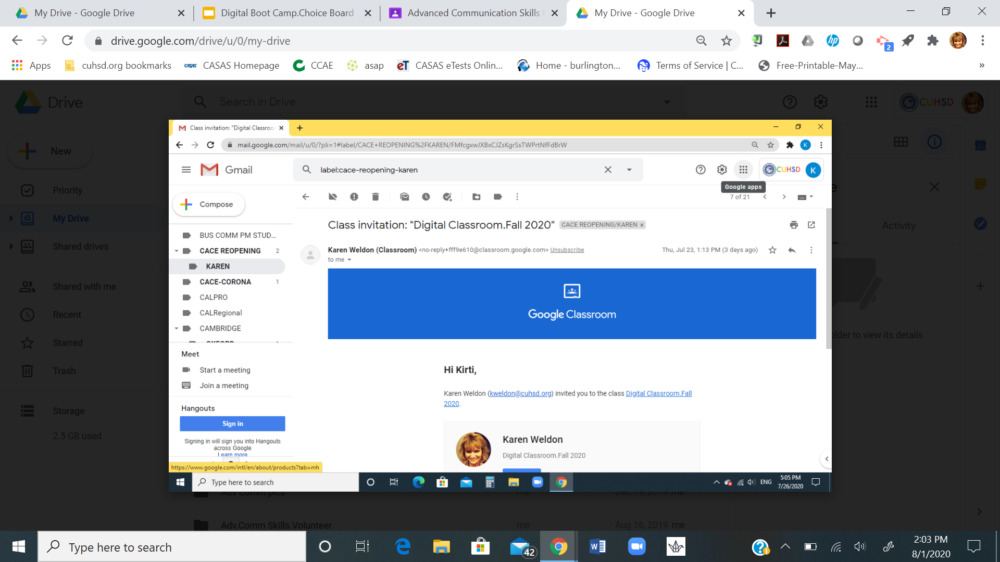 My Drive - Google Drive
Digital Boot Camp.Choice Board
Advanced Communication Skills
My Drive - Google Drive
drive.google.com/drive/u/0/my-drive
2
Apps
cuhsd.org bookmarks
CASAS Homepage
CCAE
asap
CASAS eTests Onlin...
Home - burlington...
Terms of Service | C...
Free-Printable-May...
»
Drive
Search in Drive
CUHSD
New
Priority
My Drive
Shared drives
Shared with me
Recent
Starred
Trash
Storage
2.5 GB used
Activity
older to view its details
Class invitation: "Digital Classroo
mail.google.com/mail/u/0/?pli=1#label/CACE+REOPENING%2FKAREN/FMfcgxwJXBxCJZsKgrSsTWPrtNfFdBrW
K
Gmail
label:cace-reopening-karen
CUHSD
K
Google apps
7 of 21
Compose
BUS COMM PM STUD...
CACE REOPENING 2
KAREN
CACE-CORONA 1
CALPRO
CALRegional
CAMBRIDGE
OXFORD
Meet
Start a meeting
Join a meeting
Hangouts
Sign in
Signing in will sign you into Hangouts
across Google
Learn more
https://www.google.com/intl/en/about/products?tab=mh
Class invitation: "Digital Classroom.Fall 2020" CACE REOPENING/KAREN ×
Karen Weldon (Classroom) <no-reply+fff9e610@classroom.google.com> Unsubscribe
Thu, Jul 23, 1:13 PM (3 days ago)
to me
Google Classroom
Hi Kirti,
Karen Weldon (kweldon@cuhsd.org) invited you to the class Digital Classroom.Fall
2020.
Karen Weldon
Digital Classroom.Fall 2020
Type here to search
ENG
5:05 PM
7/26/2020
Adv Comm pics me Dec 19, 2019 me
Adv.Comm Skills.Volunteer me Aug 16, 2019 me
Type here to search
42
2:03 PM
8/1/2020